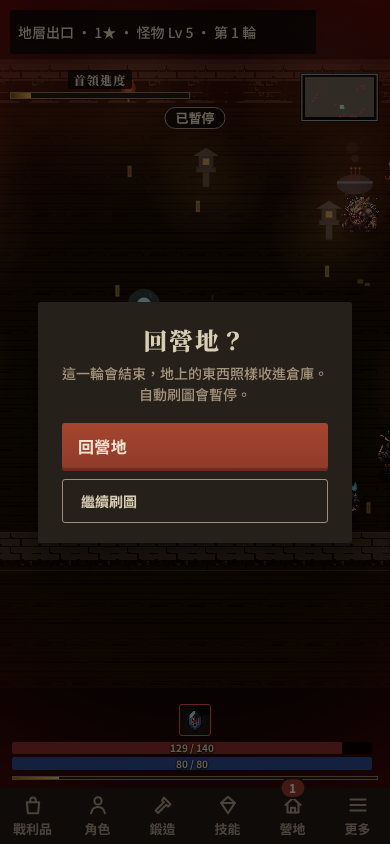 地層出口 • 1★ • 怪物 Lv 5 • 第 1 輪
首領進度
已暫停
回營地？
這一輪會結束，地上的東西照樣收進倉庫。
自動刷圖會暫停。
回營地
繼續刷圖
129 / 140
80 / 80
1
戰利品 角色 鍛造 技能 營地 更多